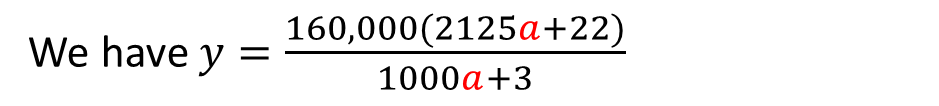 We have y = 160,000(2125a+22)
1000a+3